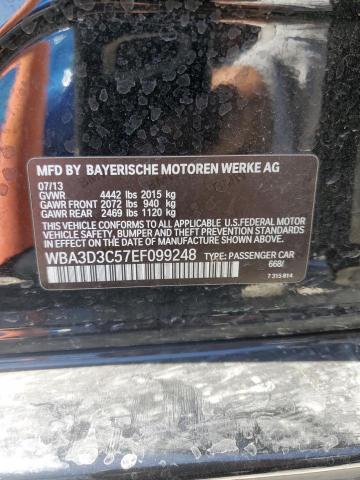 MFD BY BAYERISCHE MOTOREN WERKE AG
07/13
GVWR 4442 lbs 2015 kg
GAWR FRONT 2072 lbs 940 kg
GAWR REAR 2469 lbs 1120 kg
THIS VEHICLE CONFORMS TO ALL APPLICABLE U.S.FEDERAL MOTOR
VEHICLE SAFETY, BUMPER, AND THEFT PREVENTION STANDARDS
IN EFFECT ON THE DATE OF MANUFACTURE SHOWN ABOVE.
WBA3D3C57EF099248 TYPE: PASSENGER CAR
7 315 814